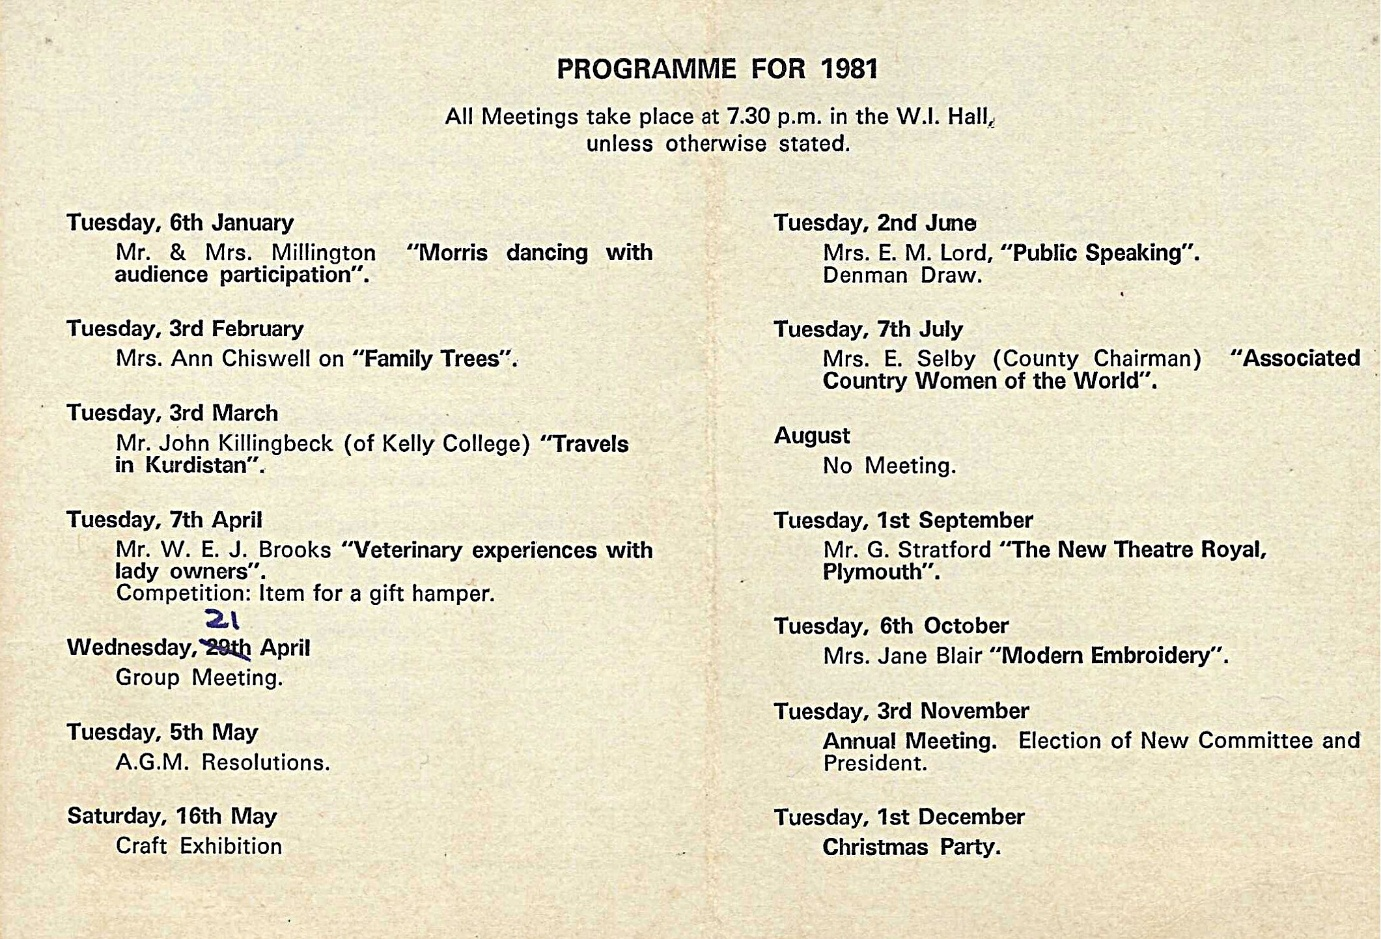 PROGRAMME FOR 1981
All Meetings take place at 7.30 p.m. in the W.I. Hall,
unless otherwise stated.
Tuesday, 6th January
Mr. & Mrs. Millington "Morris dancing with
audience participation".
Tuesday, 3rd February
Mrs. Ann Chiswell on "Family Trees".
Tuesday, 3rd March
Mr. John Killingbeck (of Kelly College) "Travels
in Kurdistan".
Tuesday, 7th April
Mr. W. E. J. Brooks "Veterinary experiences with
lady owners".
Competition: Item for a gift hamper.
21
Wednesday, 29th April
Group Meeting.
Tuesday, 5th May
A.G.M. Resolutions.
Saturday, 16th May
Craft Exhibition
Tuesday, 2nd June
Mrs. E. M. Lord, "Public Speaking".
Denman Draw.
Tuesday, 7th July
Mrs. E. Selby (County Chairman) "Associated
Country Women of the World".
August
No Meeting.
Tuesday, 1st September
Mr. G. Stratford "The New Theatre Royal,
Plymouth".
Tuesday, 6th October
Mrs. Jane Blair "Modern Embroidery".
Tuesday, 3rd November
Annual Meeting. Election of New Committee and
President.
Tuesday, 1st December
Christmas Party.